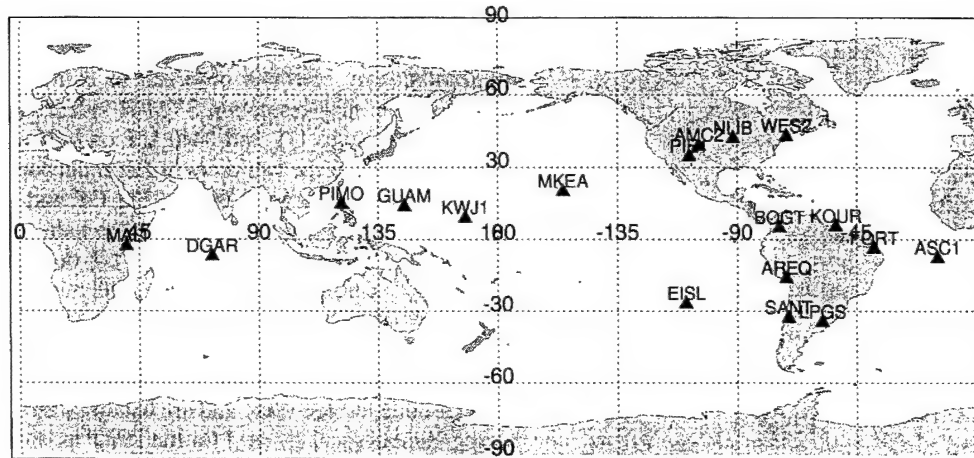 90
60
AMC2 NLIB WES2
30
PIMO GUAM KWJ1 MKEA
BOGT KOUR
0 45 90 135 -160 -135 -90 -45
DGAR ASC1
AREQ
EISL
-30
SANT LPGS
-60
-90